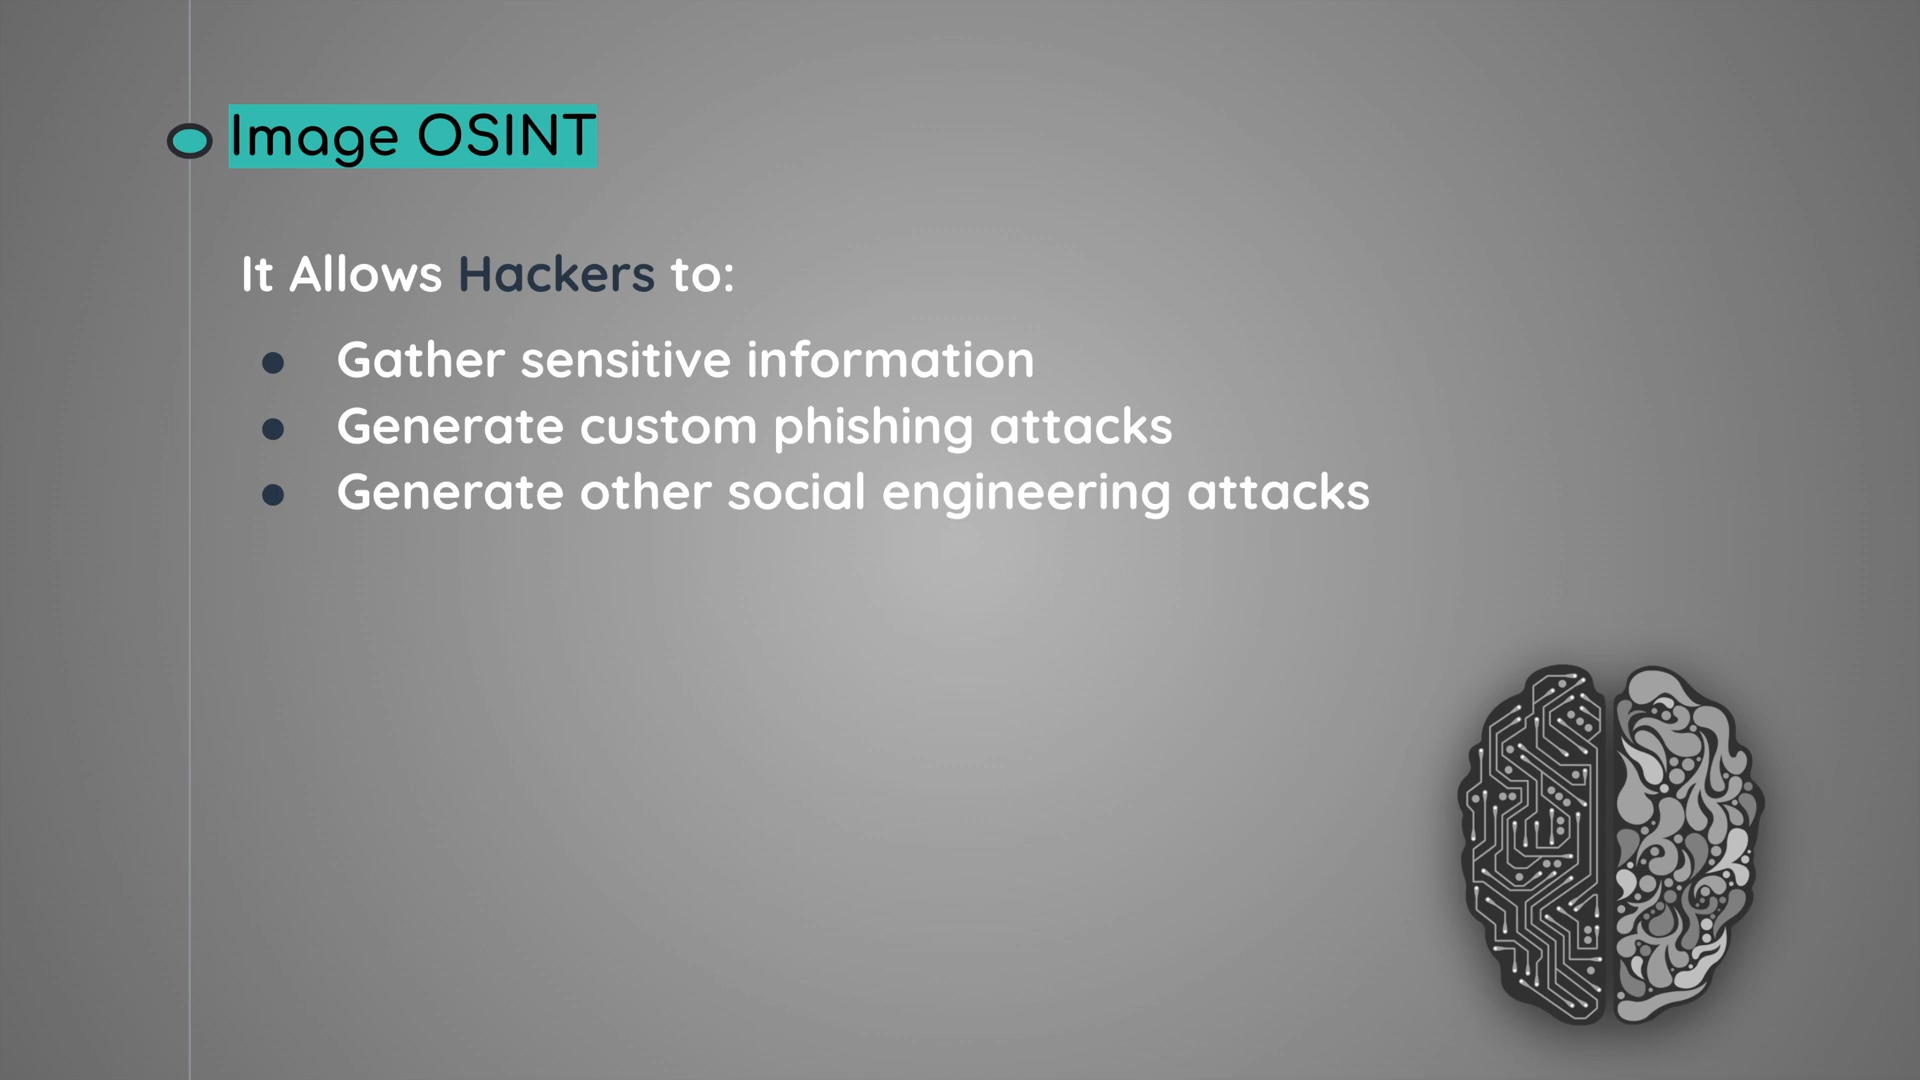 Image OSINT
It Allows Hackers to:
● Gather sensitive information
● Generate custom phishing attacks
● Generate other social engineering attacks